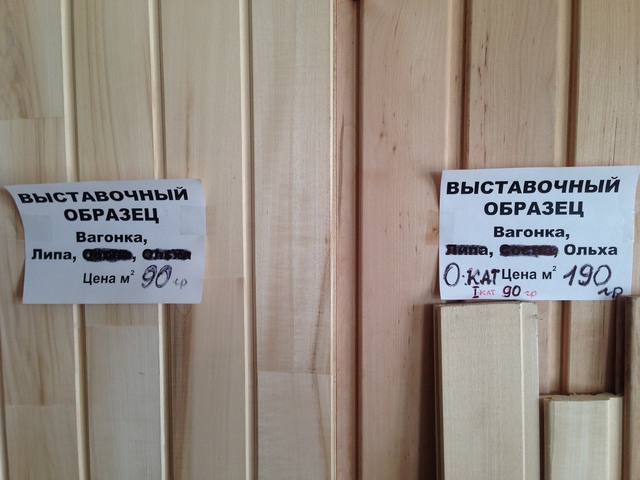 ВЫСТАВОЧНЫЙ
ОБРАЗЕЦ
Вагонка,
Липа,
Цена м² 90 гр
ВЫСТАВОЧНЫЙ
ОБРАЗЕЦ
Вагонка,
Липа, Сосна, Ольха
О.КАТ Цена м² 190 гр
I-КАТ 90 гр